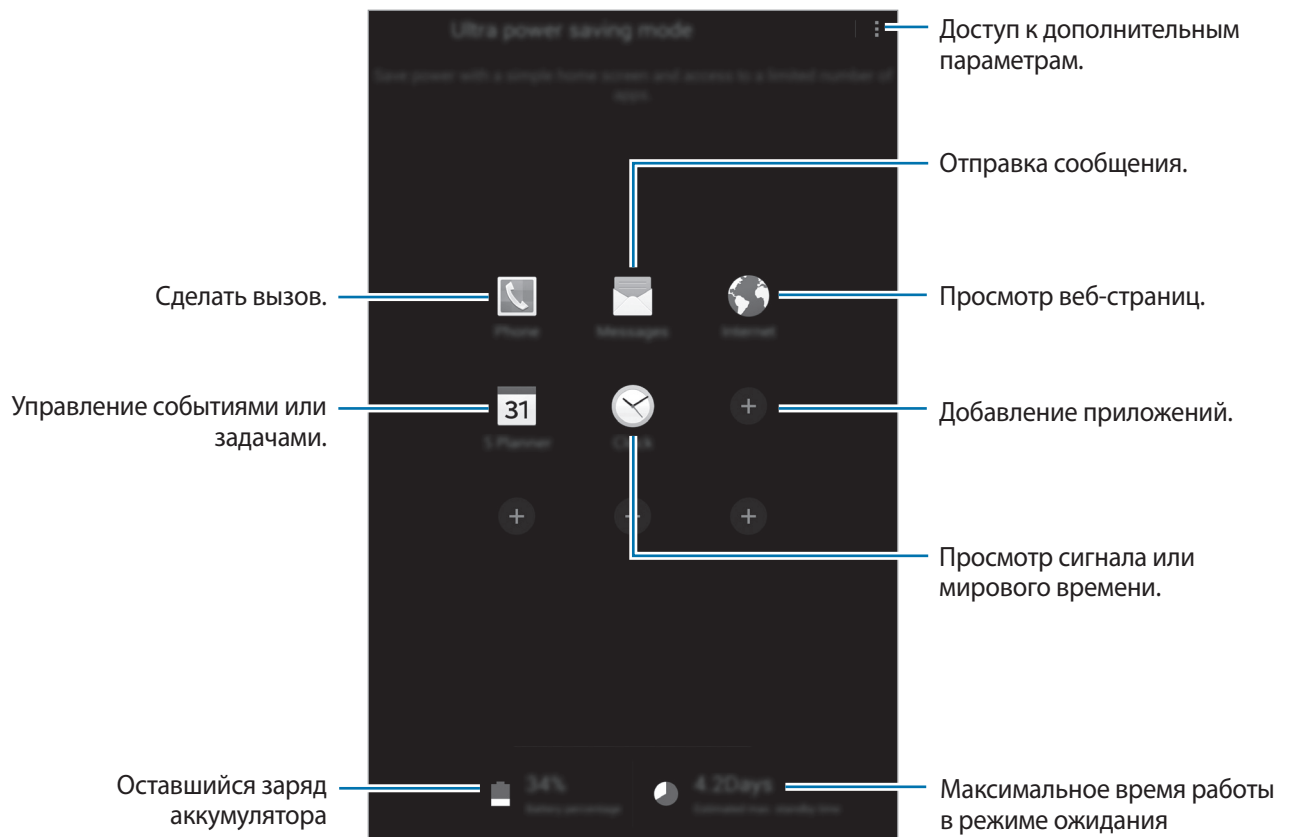 Ultra power saving mode
Доступ к дополнительным
параметрам.
Save power with a simple home screen and access to a limited number of
apps.
Отправка сообщения.
Сделать вызов.
Просмотр веб-страниц.
Phone
Messages
Internet
Управление событиями или
задачами.
31
Добавление приложений.
S Planner
Просмотр сигнала или
мирового времени.
Оставшийся заряд
аккумулятора
34%
Battery percentage
4.2Days
Estimated max. standby time
Максимальное время работы
в режиме ожидания